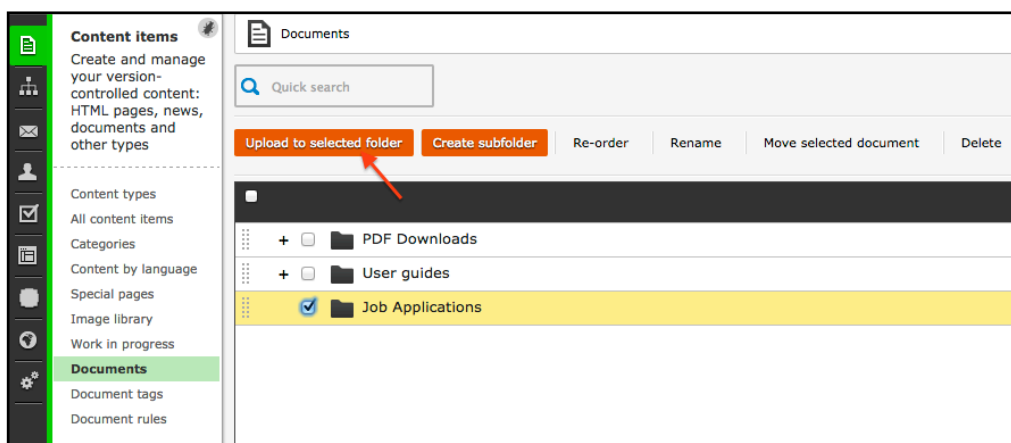 Content items
Create and manage
your version-
controlled content:
HTML pages, news,
documents and
other types
Content types
All content items
Categories
Content by language
Special pages
Image library
Work in progress
Documents
Document tags
Document rules
Documents
Quick search
Upload to selected folder Create subfolder Re-order Rename Move selected document Delete
PDF Downloads
User guides
Job Applications